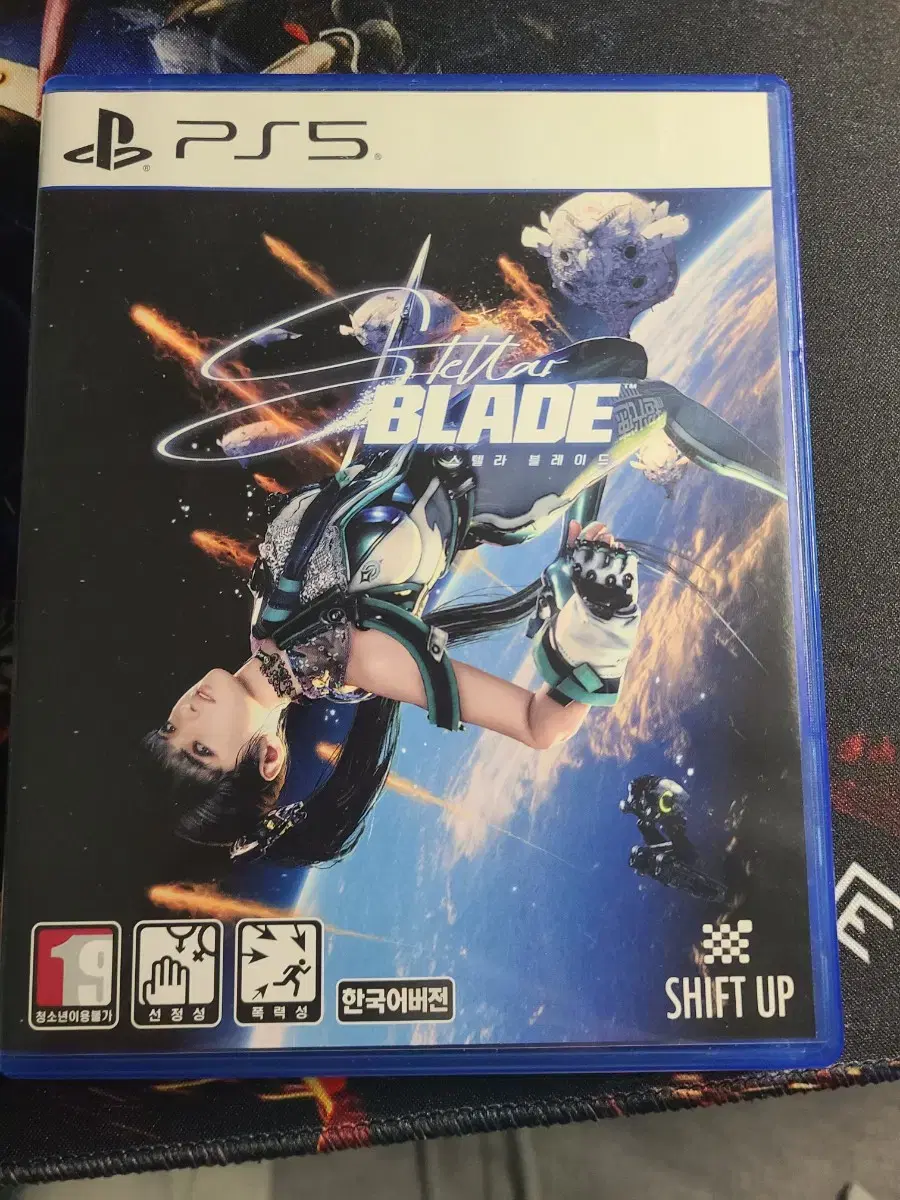 PS5®
Stellar
BLADE™
스텔라 블레이드
19
청소년이용불가
선정성
폭력성
한국어버전
SHIFT UP